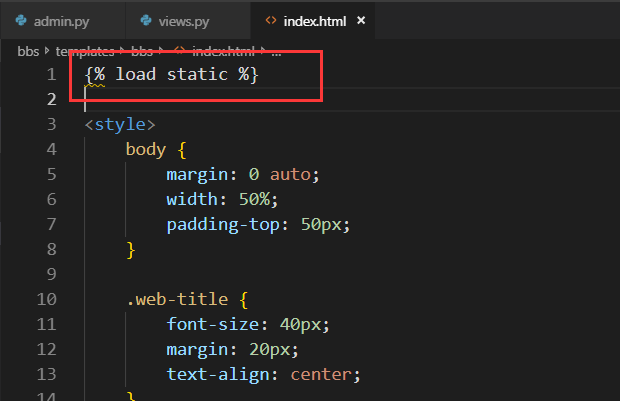 admin.py views.py <> index.html ×
bbs > templates > bbs > <> index.html > ...
1 {% load static %}
2
3 <style>
4 body {
5 margin: 0 auto;
6 width: 50%;
7 padding-top: 50px;
8 }
9
10 .web-title {
11 font-size: 40px;
12 margin: 20px;
13 text-align: center;
14 }